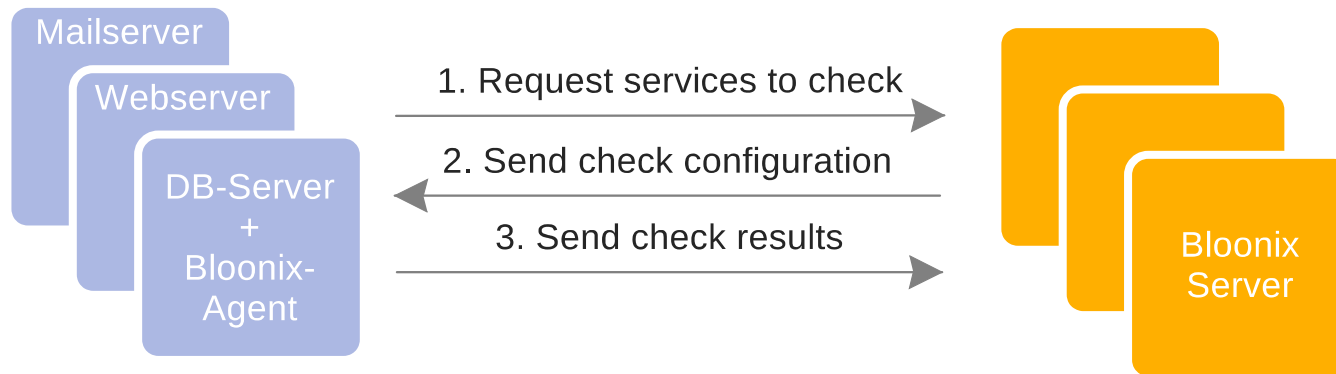 Mailserver
Webserver
DB-Server
+
Bloonix-
Agent
1. Request services to check
2. Send check configuration
3. Send check results
Bloonix
Server